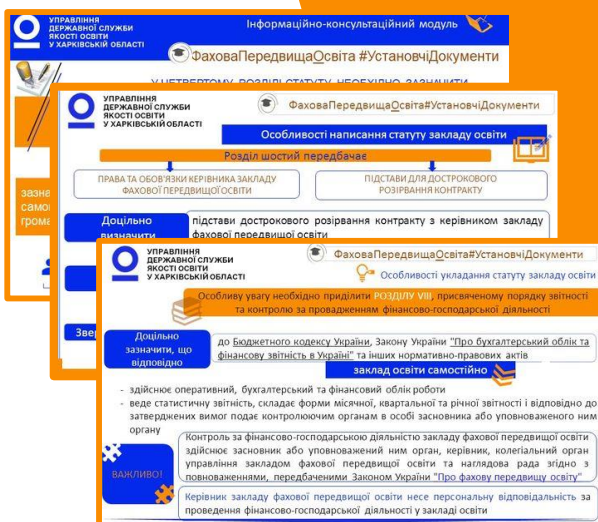 УПРАВЛІННЯ
ДЕРЖАВНОЇ СЛУЖБИ
ЯКОСТІ ОСВІТИ
У ХАРКІВСЬКІЙ ОБЛАСТІ
Інформаційно-консультаційний модуль
ФаховаПередвищаОсвіта #УстановчіДокументи
У ЧЕТВЕРТОМУ РОЗДІЛІ СТАТУТУ НЕОБХІДНО ЗАЗНАЧИТИ
зазна
самов
грома
УПРАВЛІННЯ
ДЕРЖАВНОЇ СЛУЖБИ
ЯКОСТІ ОСВІТИ
У ХАРКІВСЬКІЙ ОБЛАСТІ
ФаховаПередвищаОсвіта#УстановчіДокументи
Особливості написання статуту закладу освіти
Розділ шостий передбачає
ПРАВА ТА ОБОВ'ЯЗКИ КЕРІВНИКА ЗАКЛАДУ
ФАХОВОЇ ПЕРЕДВИЩОЇ ОСВІТИ
ПІДСТАВИ ДЛЯ ДОСТРОКОВОГО
РОЗІРВАННЯ КОНТРАКТУ
Доцільно
визначити
підстави дострокового розірвання контракту з керівником закладу
фахової передвищої освіти
Звер
УПРАВЛІННЯ
ДЕРЖАВНОЇ СЛУЖБИ
ЯКОСТІ ОСВІТИ
У ХАРКІВСЬКІЙ ОБЛАСТІ
ФаховаПередвищаОсвіта#УстановчіДокументи
Особливості укладання статуту закладу освіти
Особливу увагу необхідно приділити РОЗДІЛУ VIII, присвяченому порядку звітності
та контролю за провадженням фінансово-господарської діяльності
Доцільно
зазначити, що
відповідно
до Бюджетного кодексу України, Закону України "Про бухгалтерський облік та
фінансову звітність в Україні" та інших нормативно-правових актів
заклад освіти самостійно
- здійснює оперативний, бухгалтерський та фінансовий облік роботи
- веде статистичну звітність, складає форми місячної, квартальної та річної звітності і відповідно до
затверджених вимог подає контролюючим органам в особі засновника або уповноваженого ним
органу
ВАЖЛИВО!
Контроль за фінансово-господарською діяльністю закладу фахової передвищої освіти
здійснює засновник або уповноважений ним орган, керівник, колегіальний орган
управління закладом фахової передвищої освіти та наглядова рада згідно з
повноваженнями, передбаченими Законом України "Про фахову передвищу освіту"
Керівник закладу фахової передвищої освіти несе персональну відповідальність за
проведення фінансово-господарської діяльності у закладі освіти